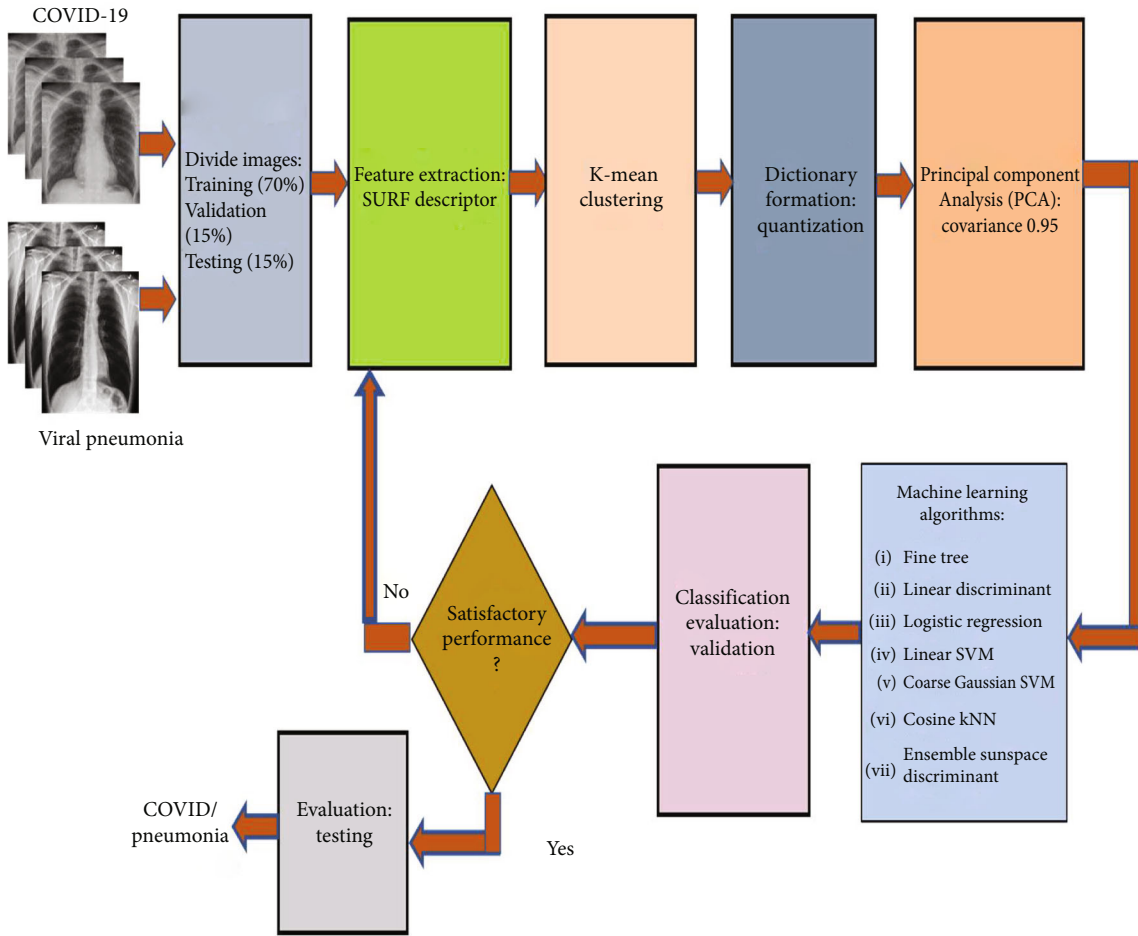 COVID-19
Viral pneumonia
Divide images:
Training (70%)
Validation
(15%)
Testing (15%)
Feature extraction:
SURF descriptor
K-mean
clustering
Dictionary
formation:
quantization
Principal component
Analysis (PCA):
covariance 0.95
Machine learning
algorithms:
(i) Fine tree
(ii) Linear discriminant
(iii) Logistic regression
(iv) Linear SVM
(v) Coarse Gaussian SVM
(vi) Cosine kNN
(vii) Ensemble sunspace
discriminant
Classification
evaluation:
validation
Satisfactory
performance
?
No
Yes
Evaluation:
testing
COVID/
pneumonia